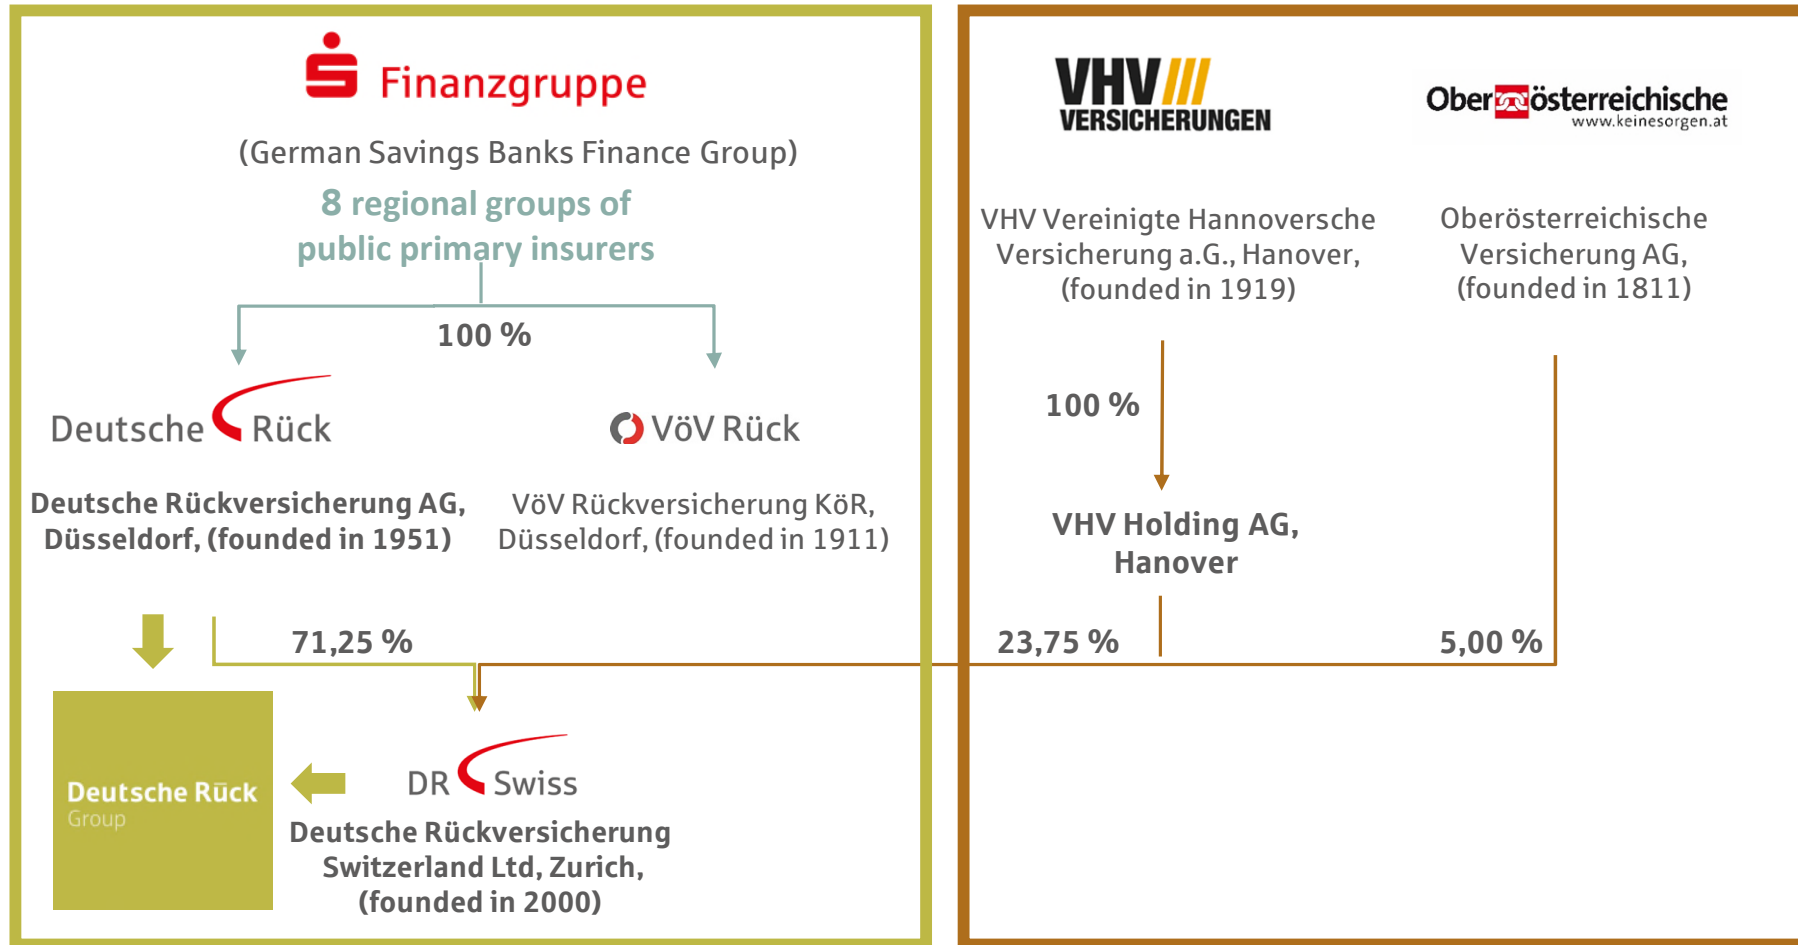 Finanzgruppe
(German Savings Banks Finance Group)
8 regional groups of
public primary insurers
100 %
Deutsche Rück
VöV Rück
Deutsche Rückversicherung AG,
Düsseldorf, (founded in 1951)
VöV Rückversicherung KöR,
Düsseldorf, (founded in 1911)
71,25 %
Deutsche Rück
Group
DR Swiss
Deutsche Rückversicherung
Switzerland Ltd, Zurich,
(founded in 2000)
VHV
VERSICHERUNGEN
Oberösterreichische
www.keinesorgen.at
VHV Vereinigte Hannoversche
Versicherung a.G., Hanover,
(founded in 1919)
Oberösterreichische
Versicherung AG,
(founded in 1811)
100 %
VHV Holding AG,
Hanover
23,75 %
5,00 %